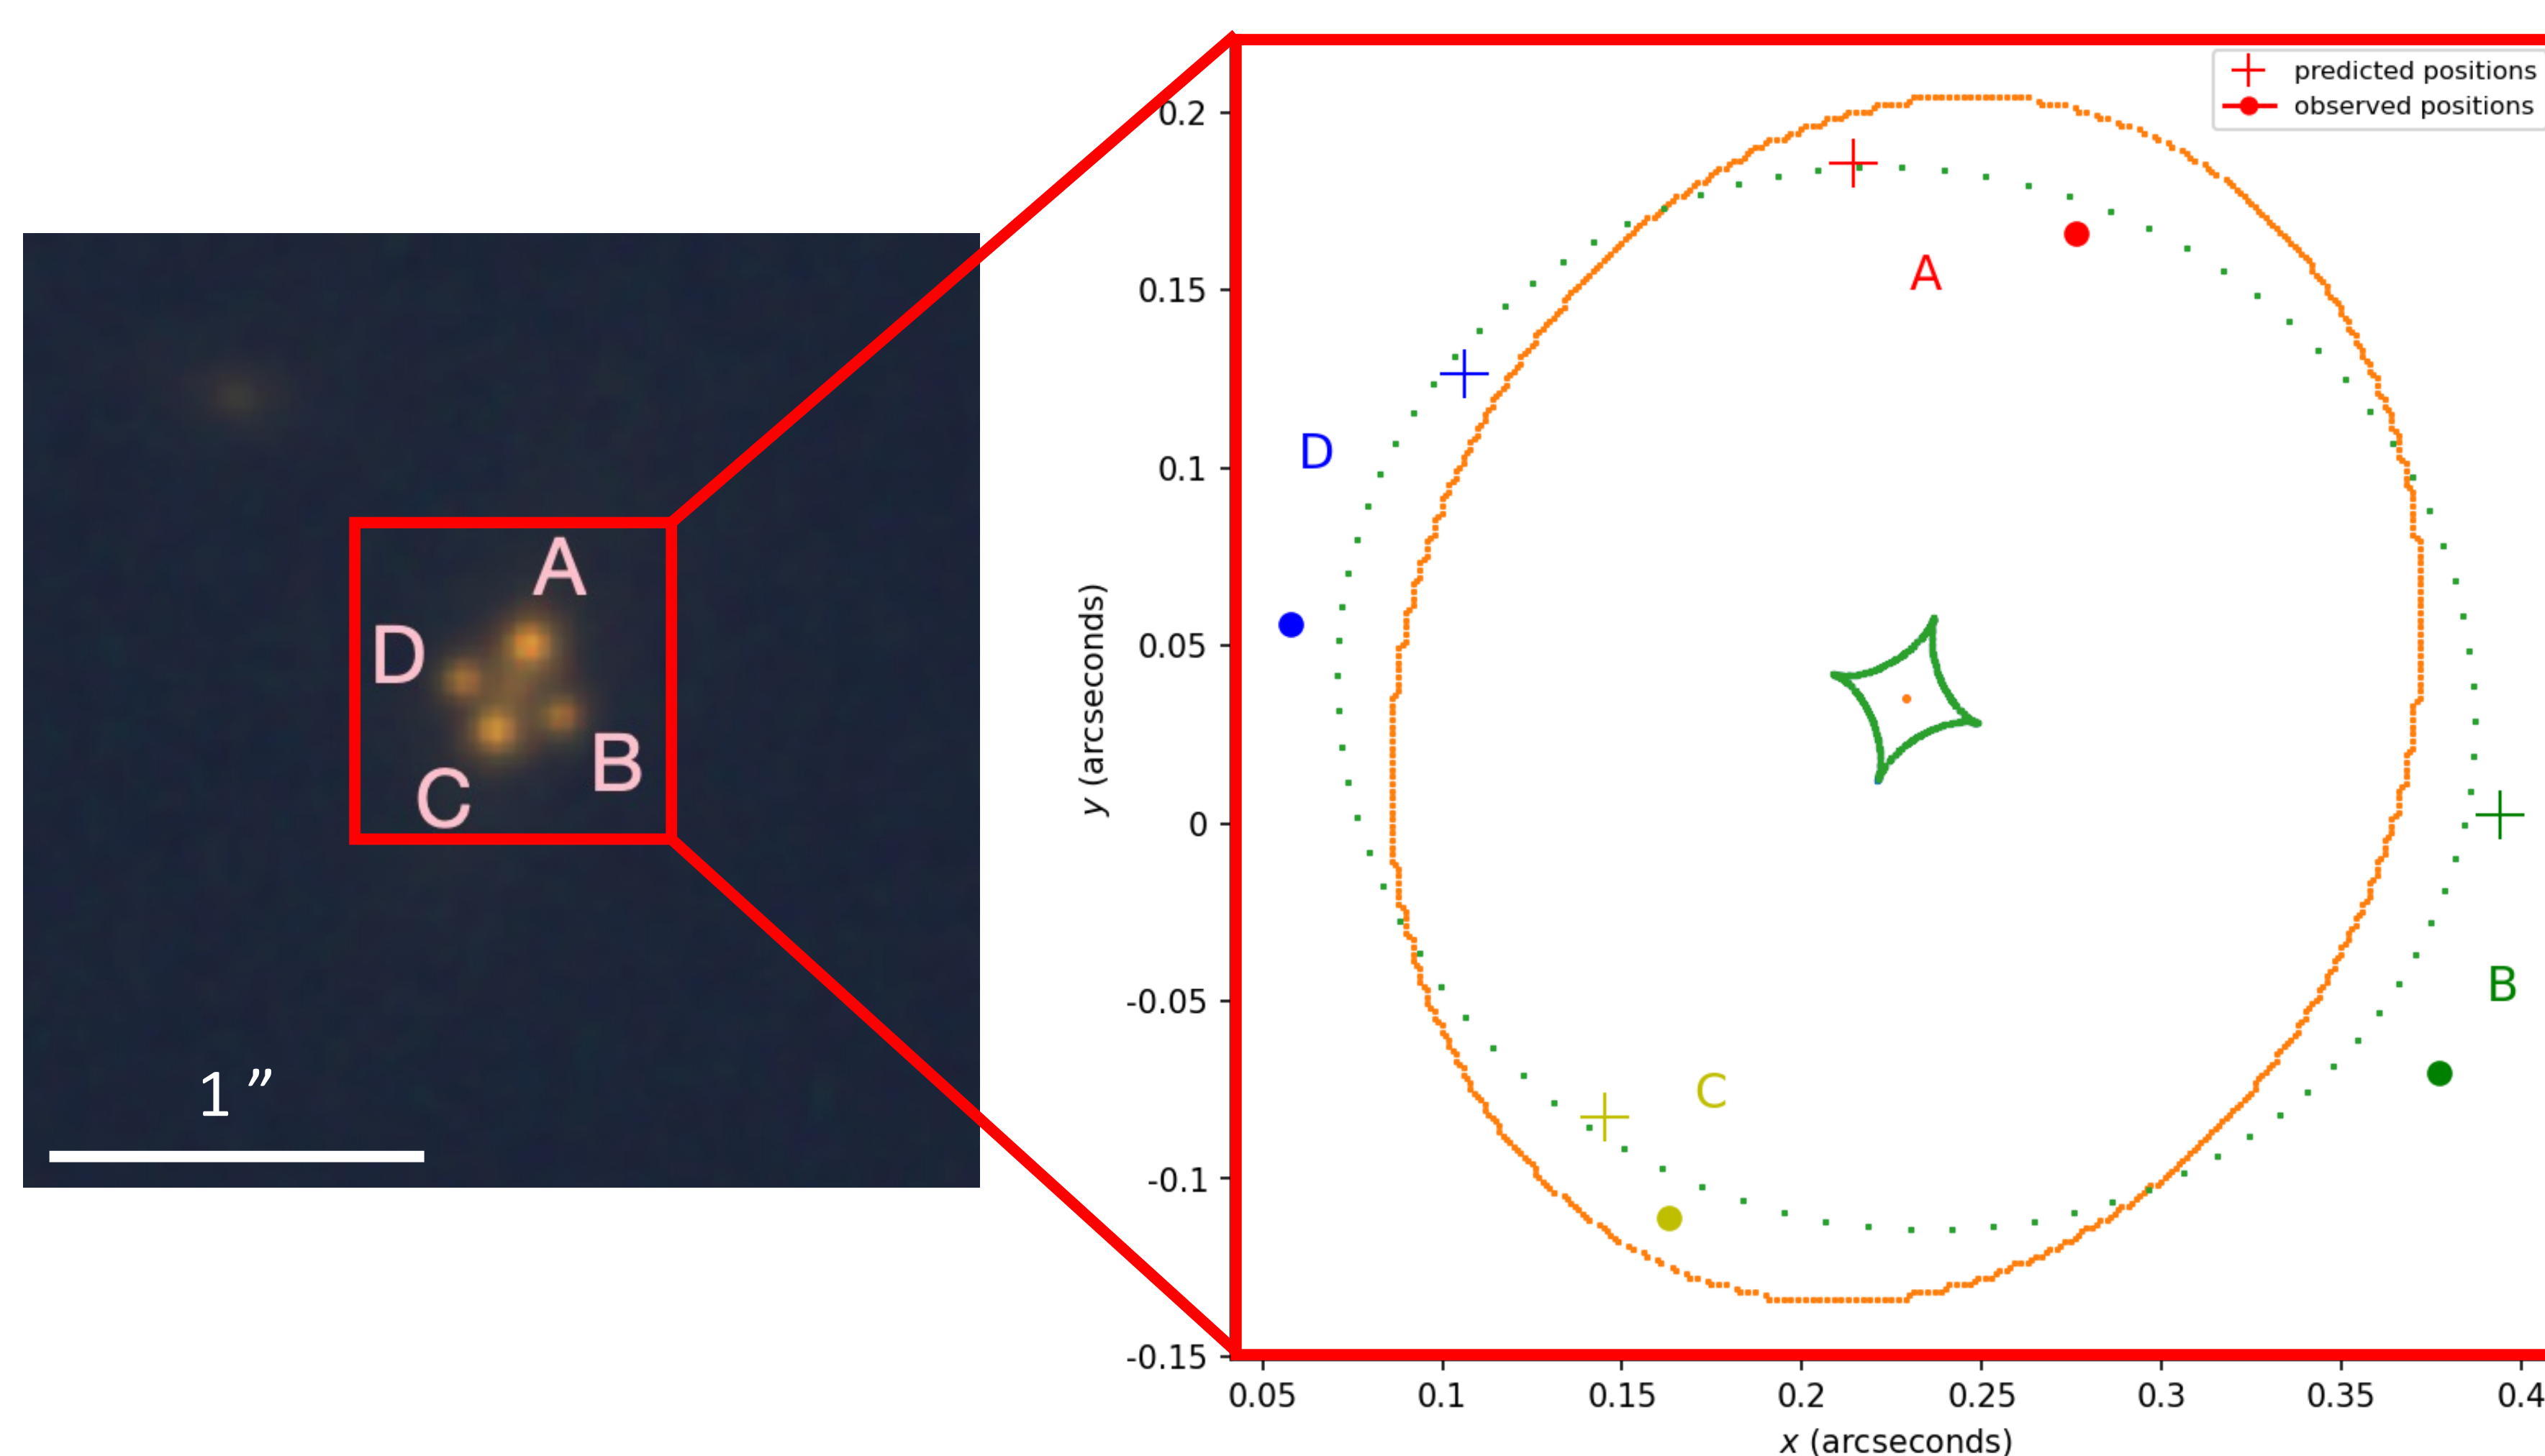 A
D
B
C
1 ”
predicted positions
observed positions
0.2
0.15
0.1
0.05
0
-0.05
-0.1
-0.15
y (arcseconds)
A
D
B
C
0.05 0.1 0.15 0.2 0.25 0.3 0.35 0.4
x (arcseconds)